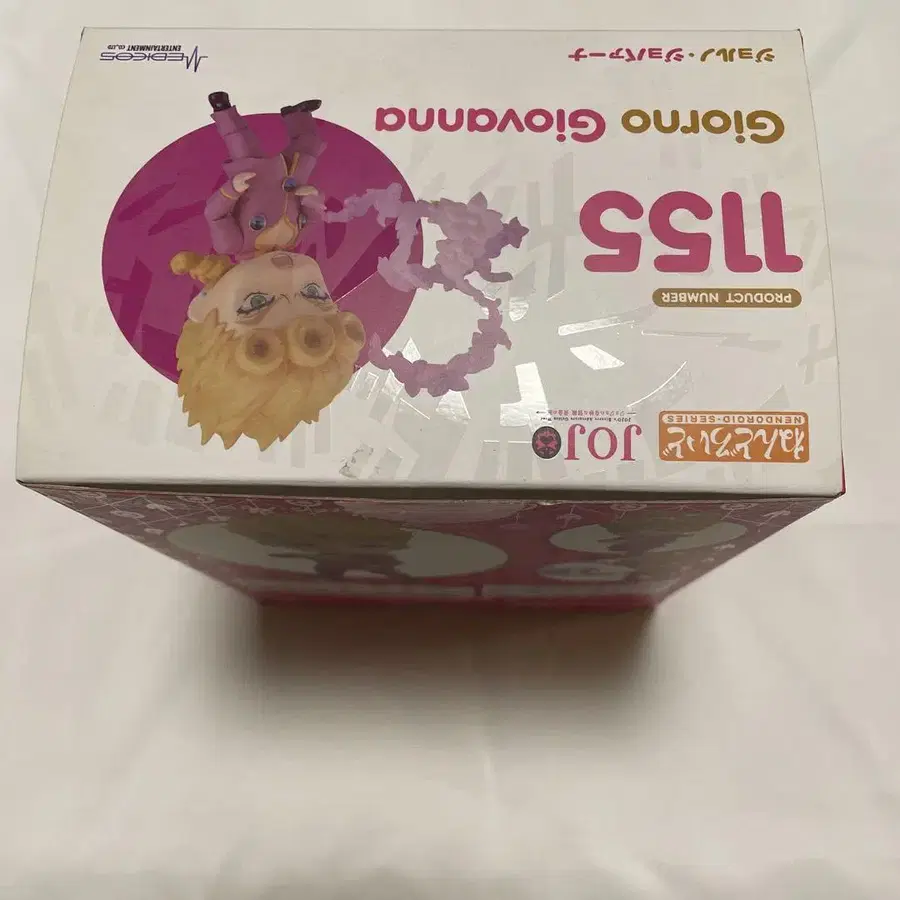 ねんどろいど
NENDOROID-SERIES
JOJO
PRODUCT NUMBER
1155
Giorno Giovanna
ジョルノ・ジョバァーナ
MEDICOS
ENTERTAINMENT CO.,LTD